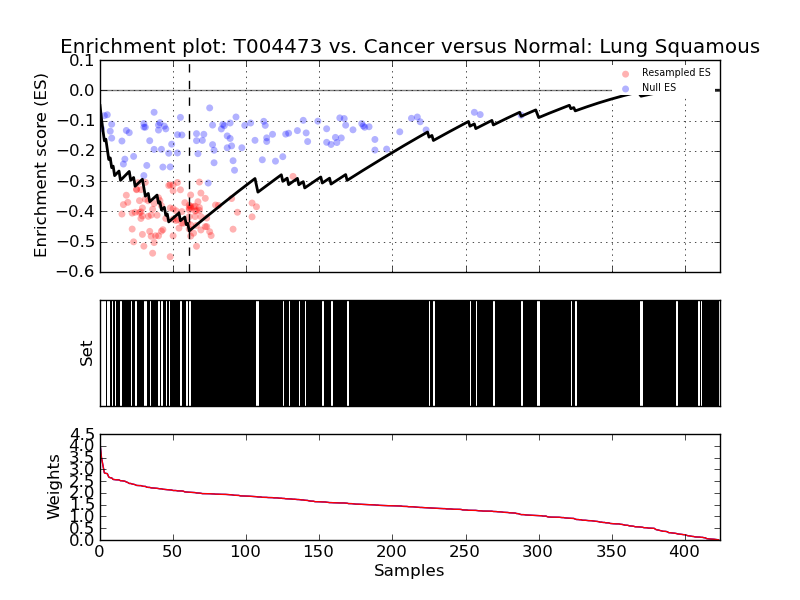 Enrichment plot: T004473 vs. Cancer versus Normal: Lung Squamous
Enrichment score (ES)
0.1
0.0
−0.1
−0.2
−0.3
−0.4
−0.5
−0.6
Resampled ES
Null ES
Set
Weights
4.5
4.0
3.5
3.0
2.5
2.0
1.5
1.0
0.5
0.0
0 50 100 150 200 250 300 350 400
Samples